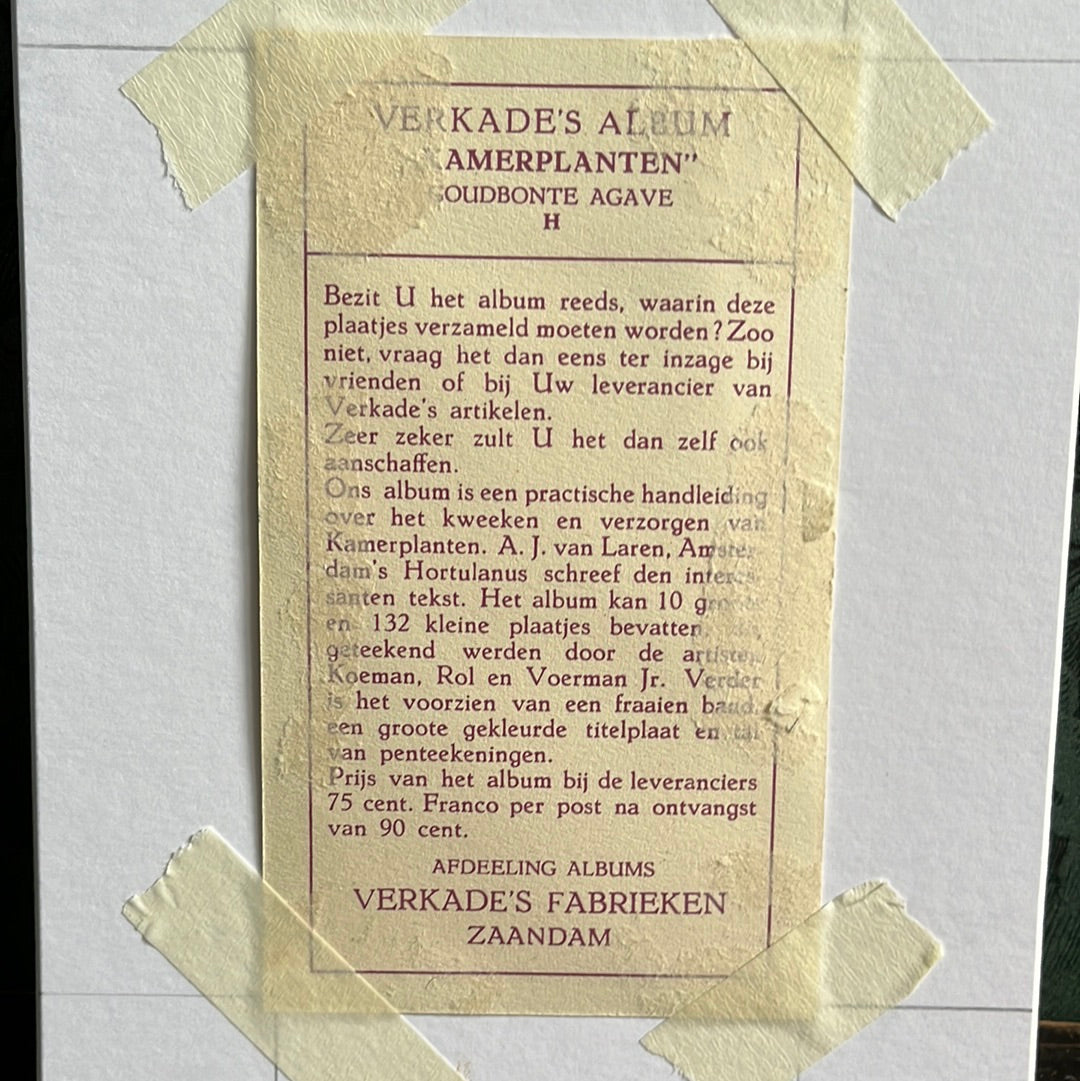 VERKADE'S ALBUM
KAMERPLANTEN"
GOUDBONTE AGAVE
H
Bezit U het album reeds, waarin deze
plaatjes verzameld moeten worden? Zoo
niet, vraag het dan eens ter inzage bij
vrienden of bij Uw leverancier van
Verkade's artikelen.
Zeer zeker zult U het dan zelf ook
aanschaffen.
Ons album is een practische handleiding
over het kweeken en verzorgen van
Kamerplanten. A. J. van Laren, Amster-
dam's Hortulanus schreef den interes-
santen tekst. Het album kan 10 groote
en 132 kleine plaatjes bevatten,
geteekend werden door de artisten
Koeman, Rol en Voerman Jr. Verder
is het voorzien van een fraaien band,
een groote gekleurde titelplaat en tal
van penteekeningen.
Prijs van het album bij de leveranciers
75 cent. Franco per post na ontvangst
van 90 cent.
AFDEELING ALBUMS
VERKADE'S FABRIEKEN
ZAANDAM